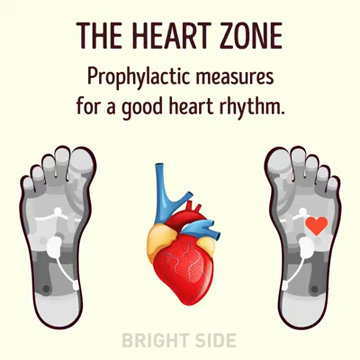 THE HEART ZONE
Prophylactic measures
for a good heart rhythm.
BRIGHT SIDE